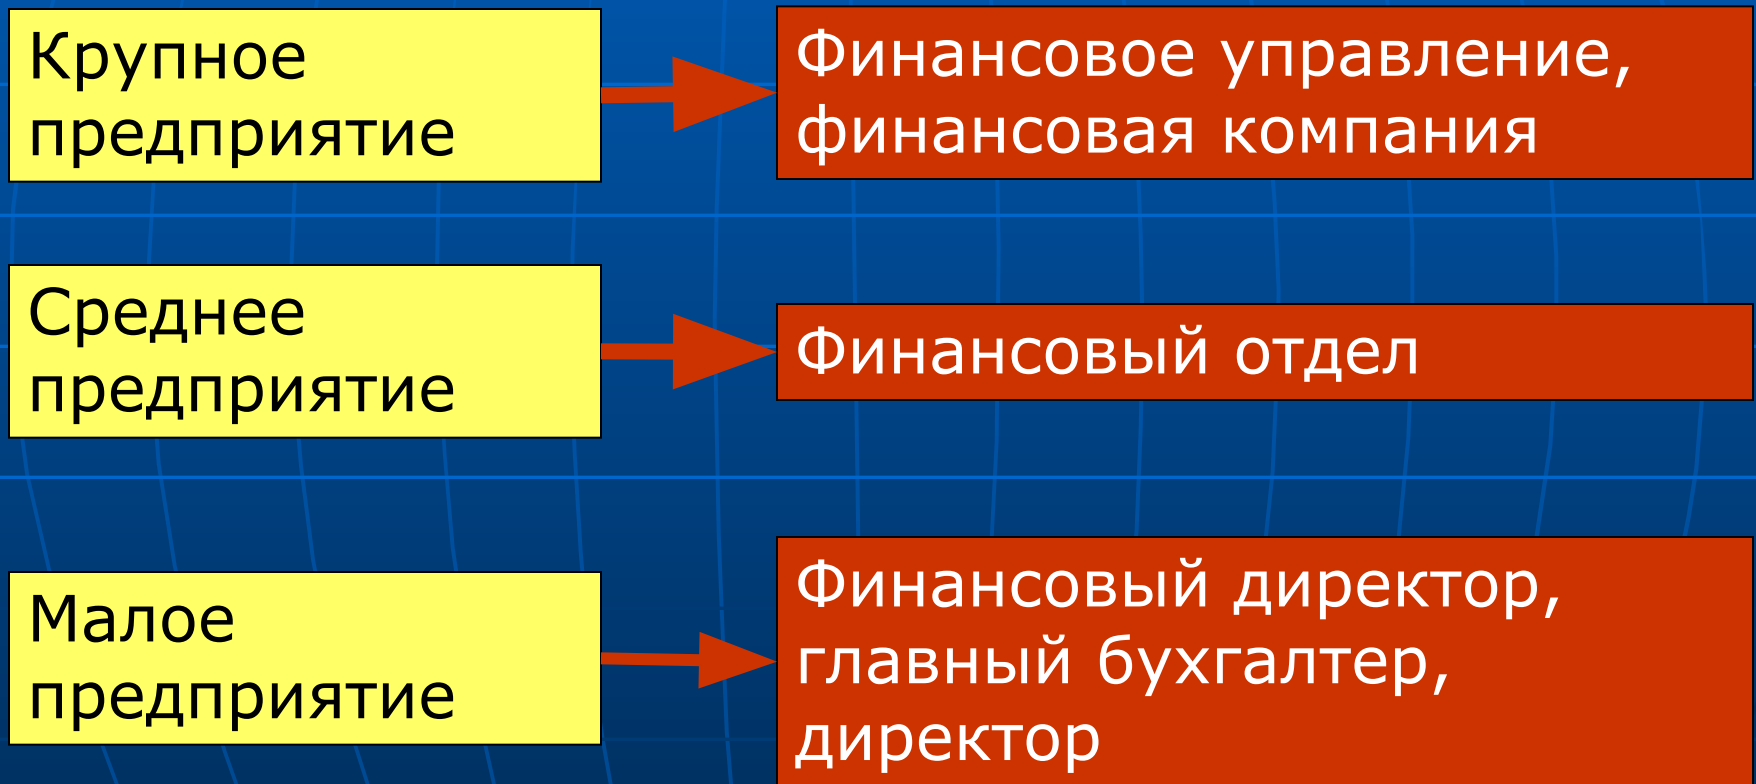 Крупное
предприятие
Финансовое управление,
финансовая компания
Среднее
предприятие
Финансовый отдел
Малое
предприятие
Финансовый директор,
главный бухгалтер,
директор